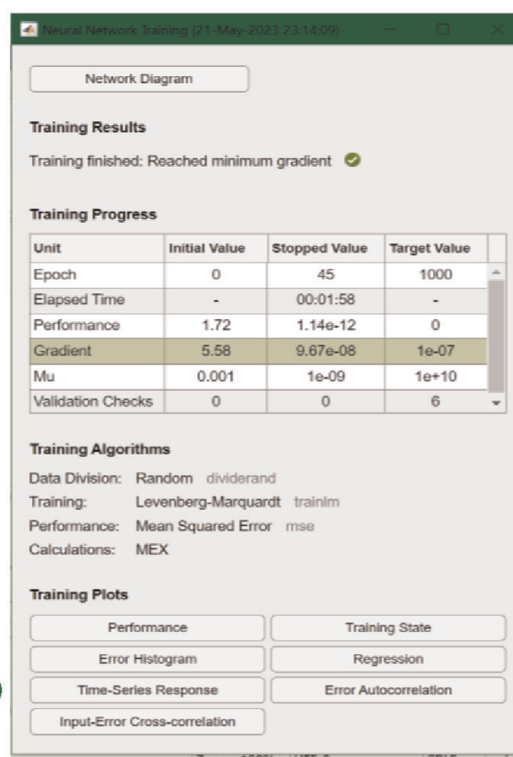 Neural Network Training (21-May-2023 23:14:09)
Network Diagram
Training Results
Training finished: Reached minimum gradient
Training Progress
Unit Initial Value Stopped Value Target Value
Epoch 0 45 1000
Elapsed Time - 00:01:58 -
Performance 1.72 1.14e-12 0
Gradient 5.58 9.67e-08 1e-07
Mu 0.001 1e-09 1e+10
Validation Checks 0 0 6
Training Algorithms
Data Division: Random dividerand
Training: Levenberg-Marquardt trainlm
Performance: Mean Squared Error mse
Calculations: MEX
Training Plots
Performance Training State
Error Histogram Regression
Time-Series Response Error Autocorrelation
Input-Error Cross-correlation